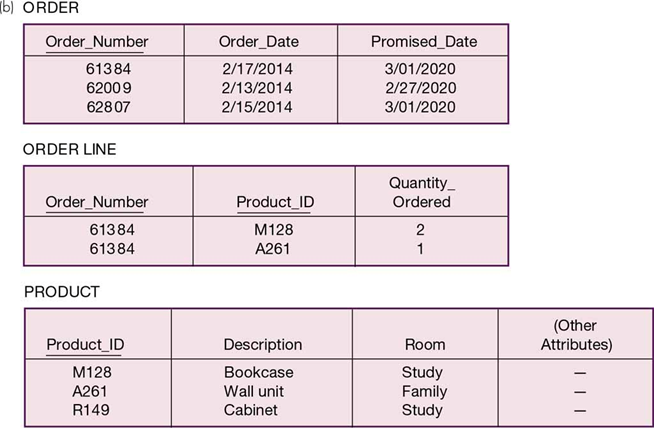 (b) ORDER
Order_Number Order_Date Promised_Date
61384 2/17/2014 3/01/2020
62009 2/13/2014 2/27/2020
62807 2/15/2014 3/01/2020
ORDER LINE
Order_Number Product_ID Quantity_
Ordered
61384 M128 2
61384 A261 1
PRODUCT
Product_ID Description Room (Other
Attributes)
M128 Bookcase Study —
A261 Wall unit Family —
R149 Cabinet Study —